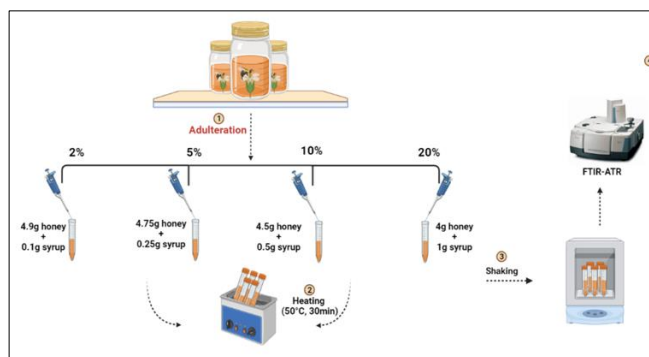 ①
Adulteration
2%
5%
10%
20%
4.9g honey
+
0.1g syrup
4.75g honey
+
0.25g syrup
4.5g honey
+
0.5g syrup
4g honey
+
1g syrup
②
Heating
(50°C, 30min)
③
Shaking
FTIR-ATR